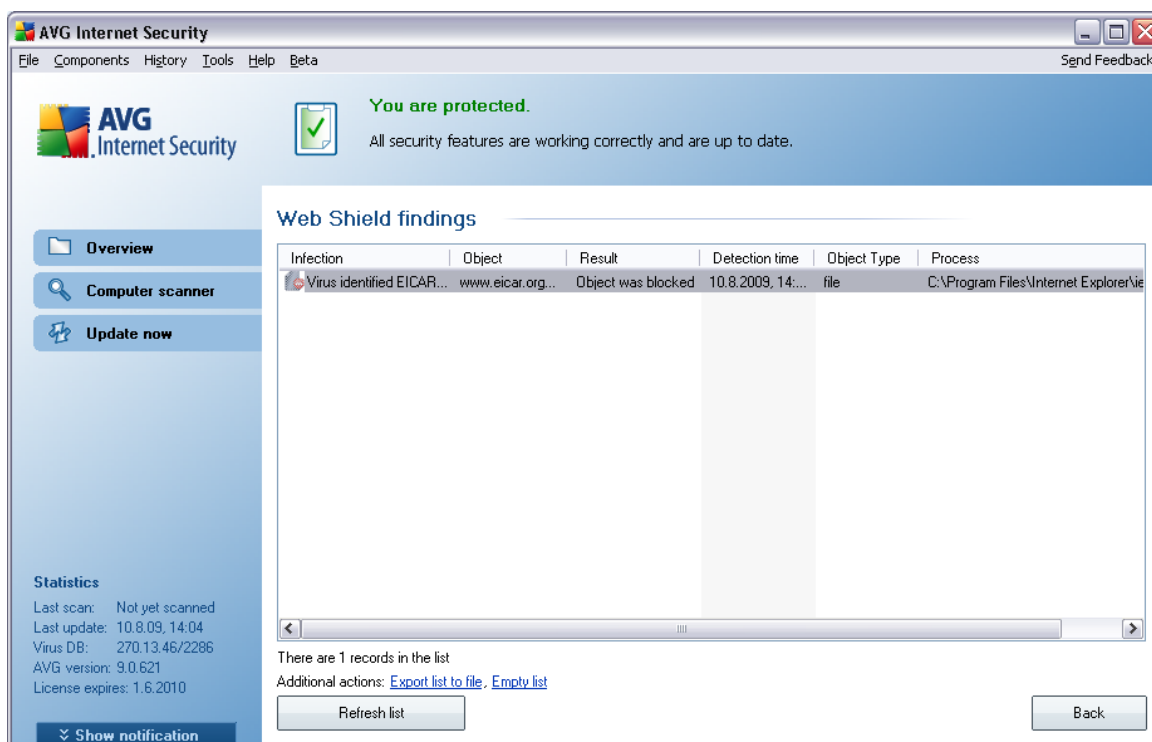 AVG Internet Security
File Components History Tools Help Beta Send Feedback
AVG
Internet Security
You are protected.
All security features are working correctly and are up to date.
Web Shield findings
Overview
Computer scanner
Update now
Infection Object Result Detection time Object Type Process
Virus identified EICAR... www.eicar.org... Object was blocked 10.8.2009, 14:... file C:\Program Files\Internet Explorer\ie
Statistics
Last scan: Not yet scanned
Last update: 10.8.09, 14:04
Virus DB: 270.13.46/2286
AVG version: 9.0.621
License expires: 1.6.2010
There are 1 records in the list
Additional actions: Export list to file, Empty list
Refresh list Back
Show notification